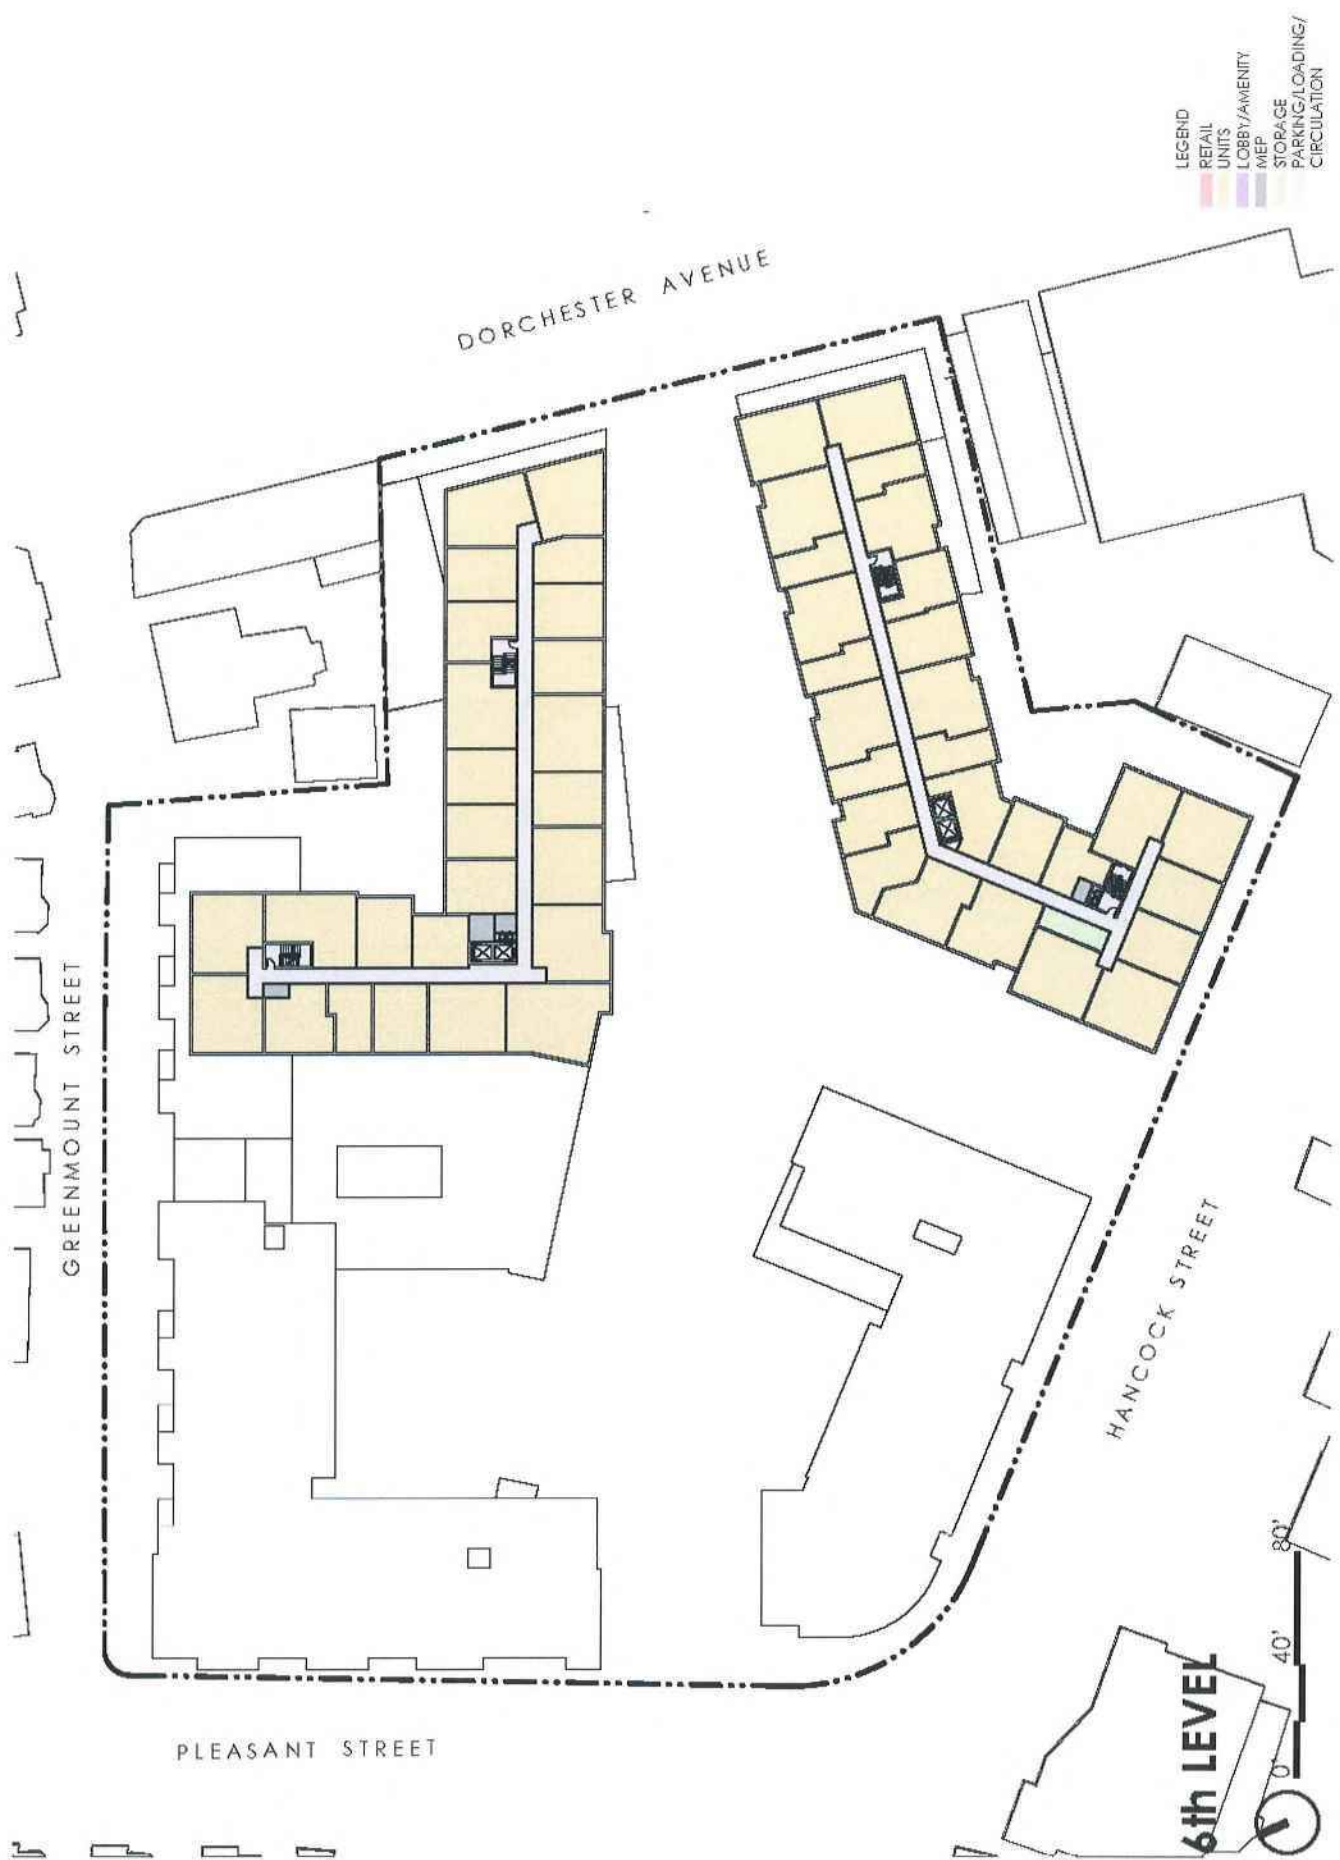 LEGEND
RETAIL
UNITS
LOBBY/AMENITY
MEP
STORAGE
PARKING/LOADING/
CIRCULATION
DORCHESTER AVENUE
GREENMOUNT STREET
HANCOCK STREET
PLEASANT STREET
6th LEVEL
0' 40' 80'